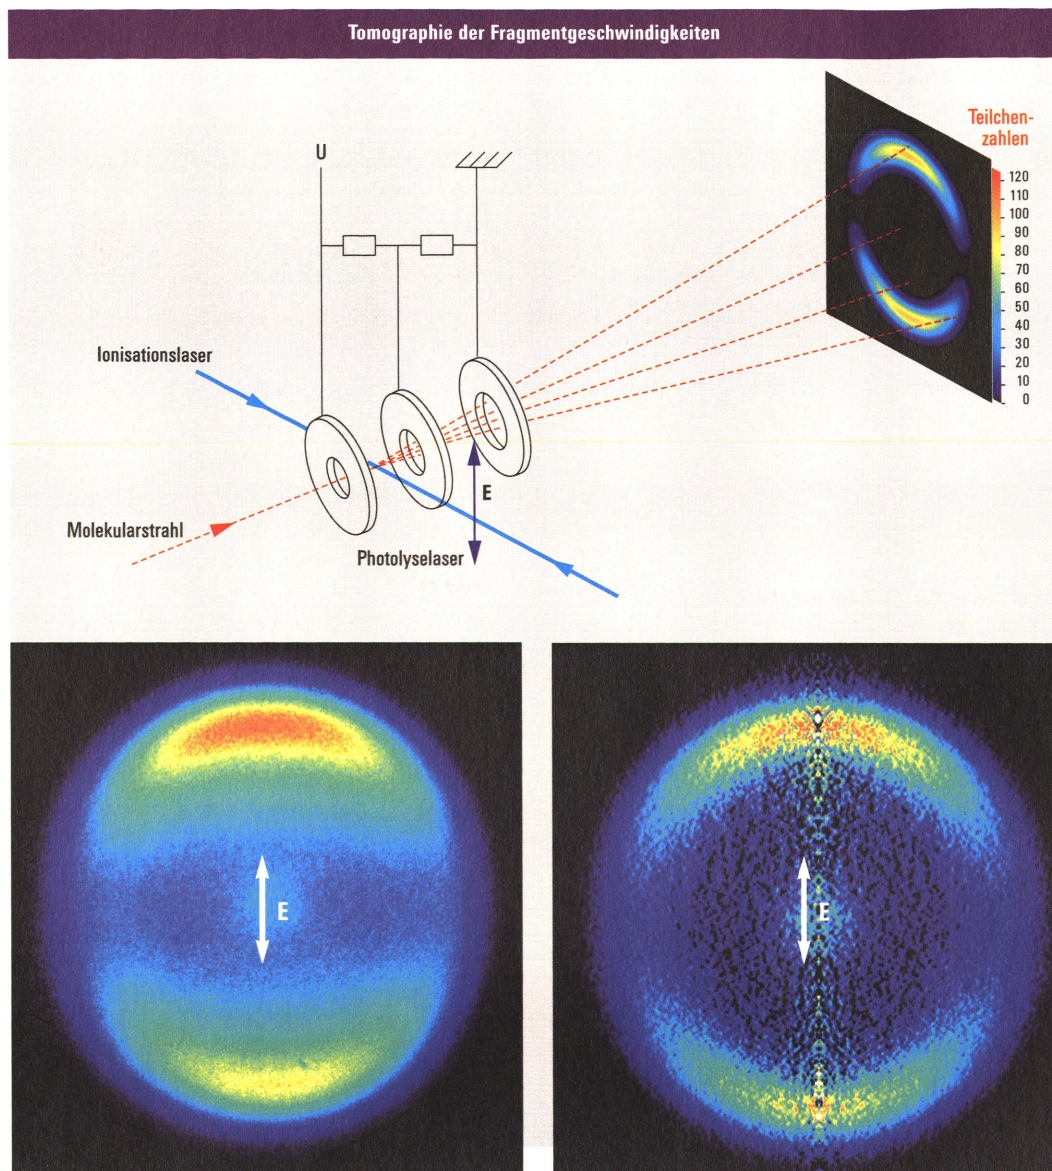 Tomographie der Fragmentgeschwindigkeiten
U
Teilchen-
zahlen
120
110
100
90
80
70
60
50
40
30
20
10
0
Ionisationslaser
E
Molekularstrahl
Photolyselaser
E
E